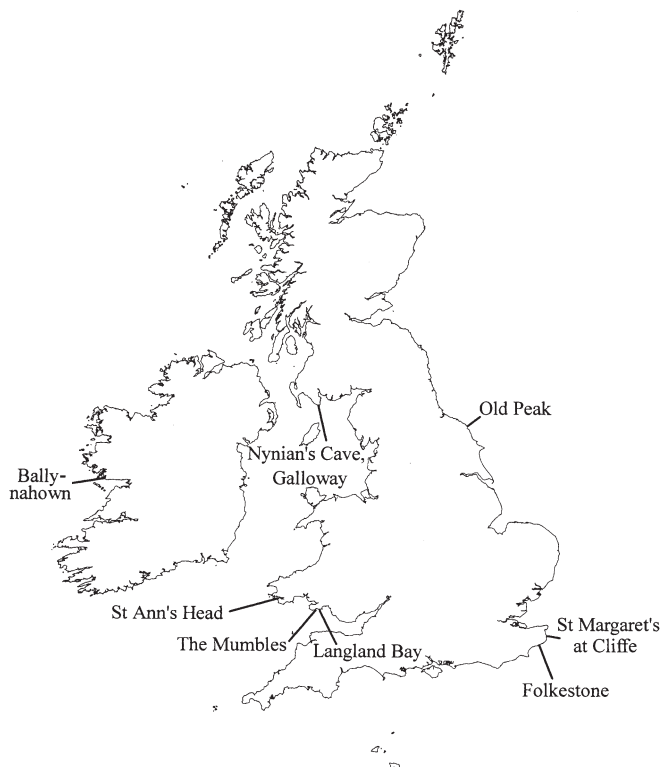 Old Peak
Nynian's Cave,
Galloway
Bally-
nahown
St Ann's Head
The Mumbles
Langland Bay
St Margaret's
at Cliffe
Folkestone